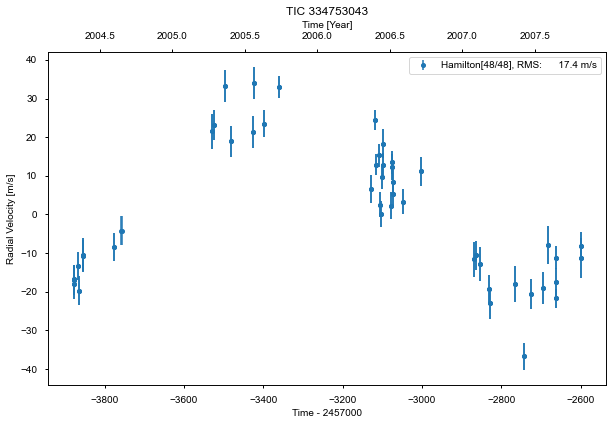 TIC 334753043
Time [Year]
2004.5 2005.0 2005.5 2006.0 2006.5 2007.0 2007.5
Hamilton[48/48], RMS: 17.4 m/s
Radial Velocity [m/s]
40
30
20
10
0
−10
−20
−30
−40
−3800 −3600 −3400 −3200 −3000 −2800 −2600
Time - 2457000